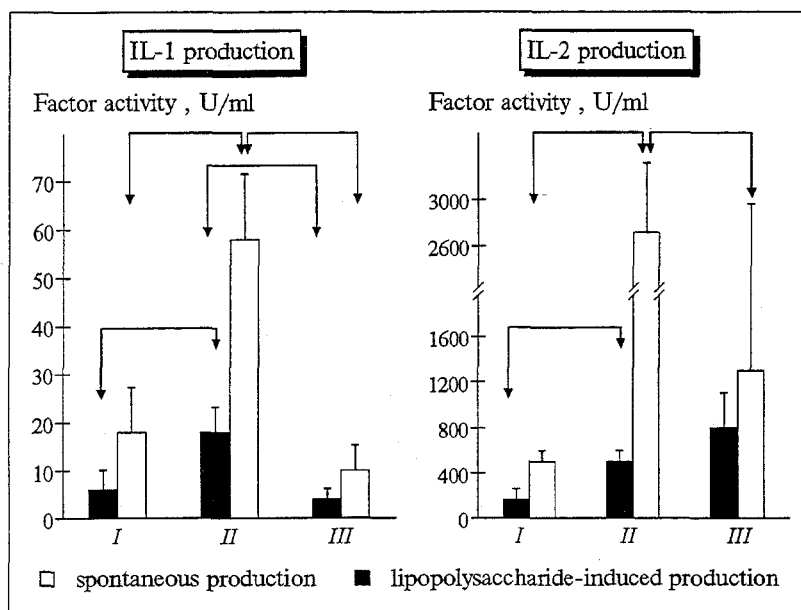 IL-1 production
Factor activity , U/ml
70
60
50
40
30
20
10
0
I II III
IL-2 production
Factor activity , U/ml
3000
2600
1600
1200
800
400
0
I II III
spontaneous production
lipopolysaccharide-induced production